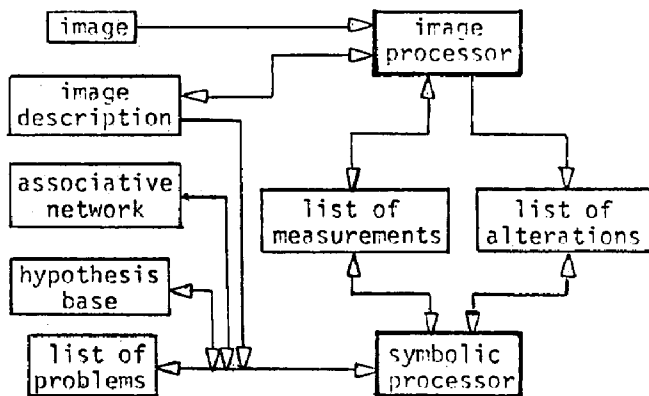 image
image
processor
image
description
associative
network
list of
measurements
list of
alterations
hypothesis
base
list of
problems
symbolic
processor